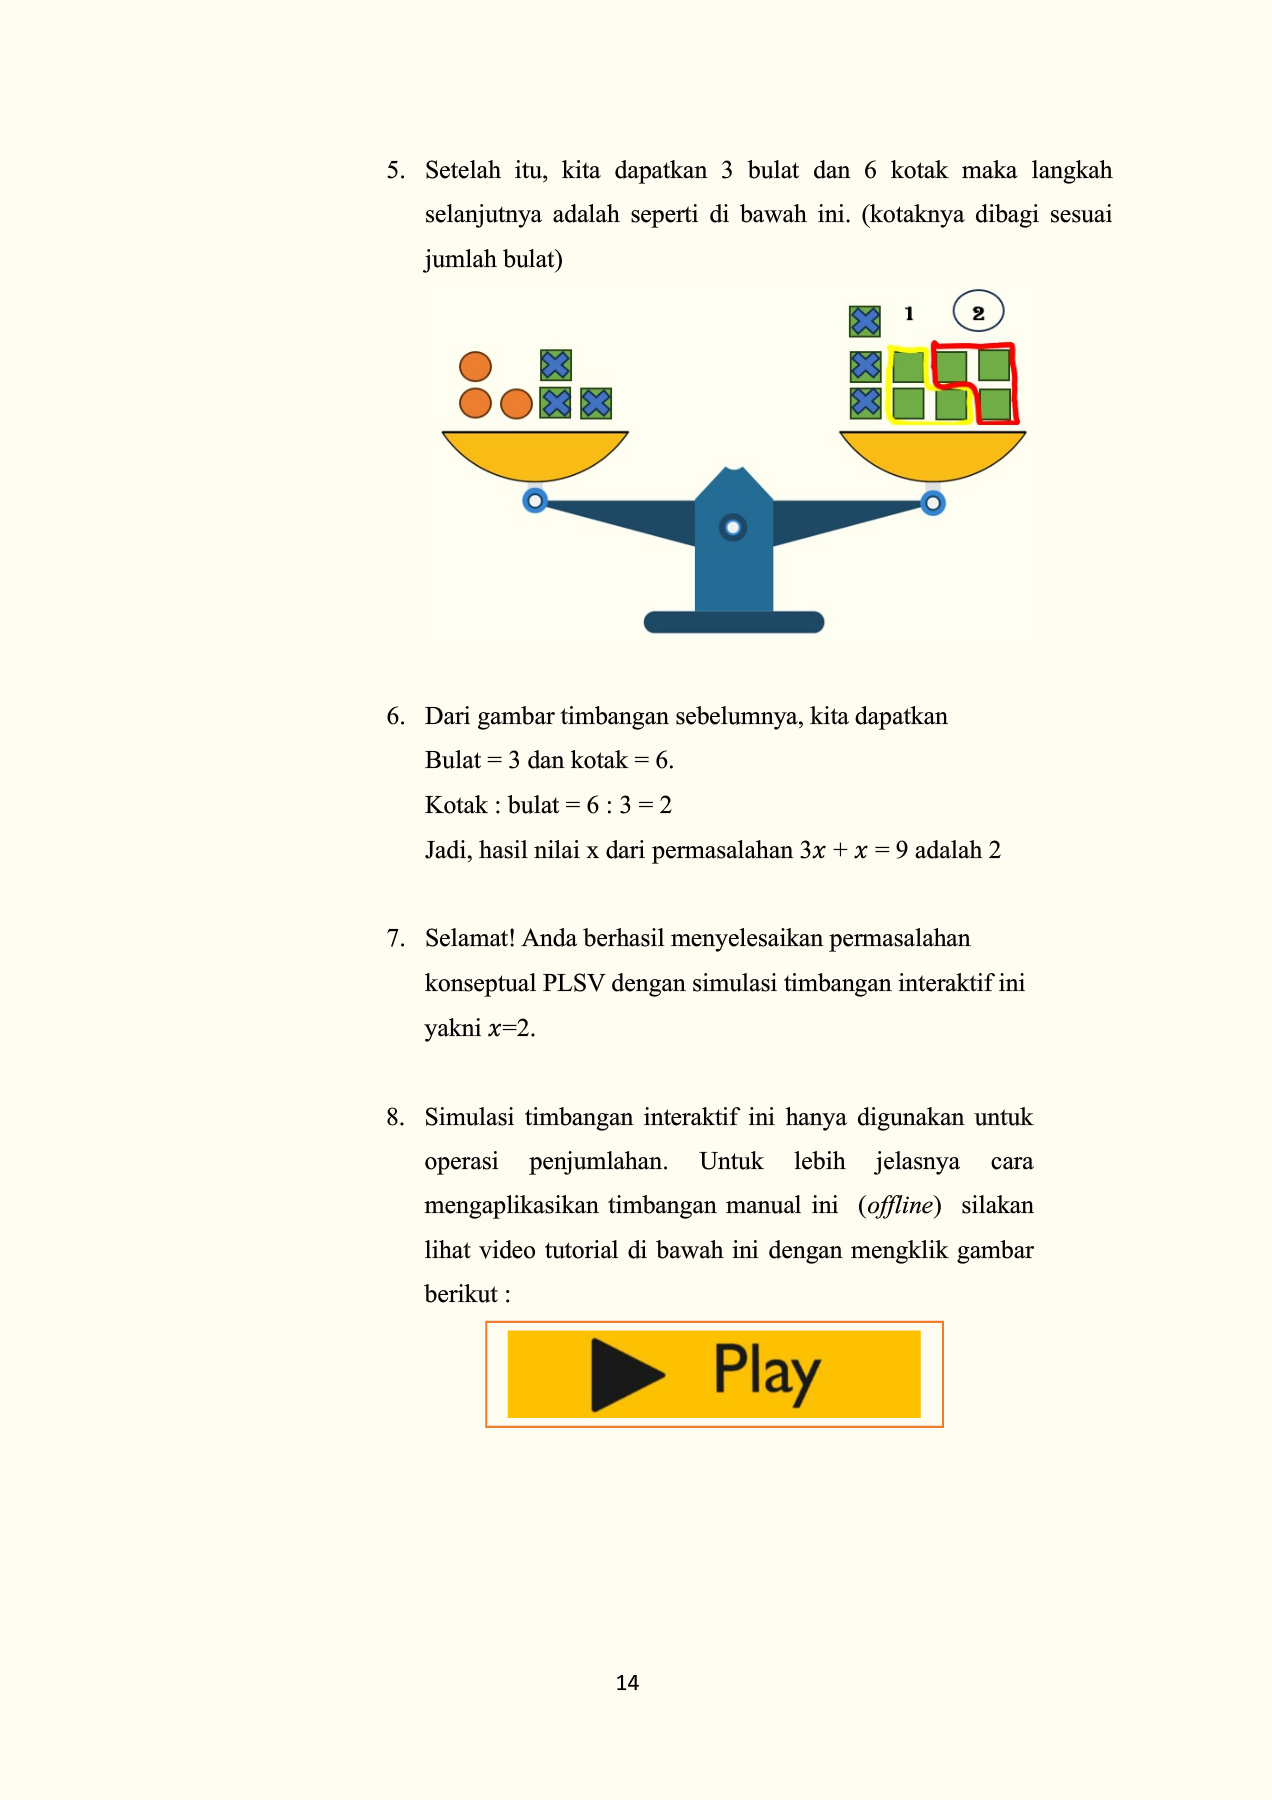 5. Setelah itu, kita dapatkan 3 bulat dan 6 kotak maka langkah
selanjutnya adalah seperti di bawah ini. (kotaknya dibagi sesuai
jumlah bulat)
1 2
6. Dari gambar timbangan sebelumnya, kita dapatkan
Bulat = 3 dan kotak = 6.
Kotak : bulat = 6 : 3 = 2
Jadi, hasil nilai x dari permasalahan 3x + x = 9 adalah 2
7. Selamat! Anda berhasil menyelesaikan permasalahan
konseptual PLSV dengan simulasi timbangan interaktif ini
yakni x=2.
8. Simulasi timbangan interaktif ini hanya digunakan untuk
operasi penjumlahan. Untuk lebih jelasnya cara
mengaplikasikan timbangan manual ini (offline) silakan
lihat video tutorial di bawah ini dengan mengklik gambar
berikut :
Play
14